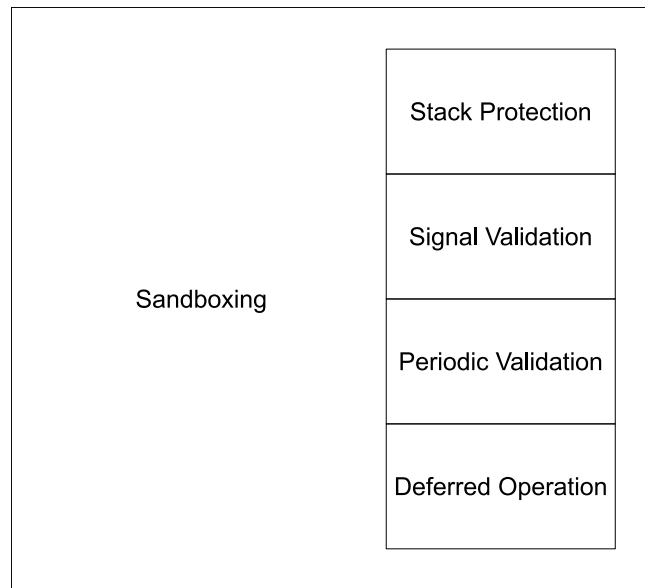 Stack Protection
Signal Validation
Sandboxing
Periodic Validation
Deferred Operation